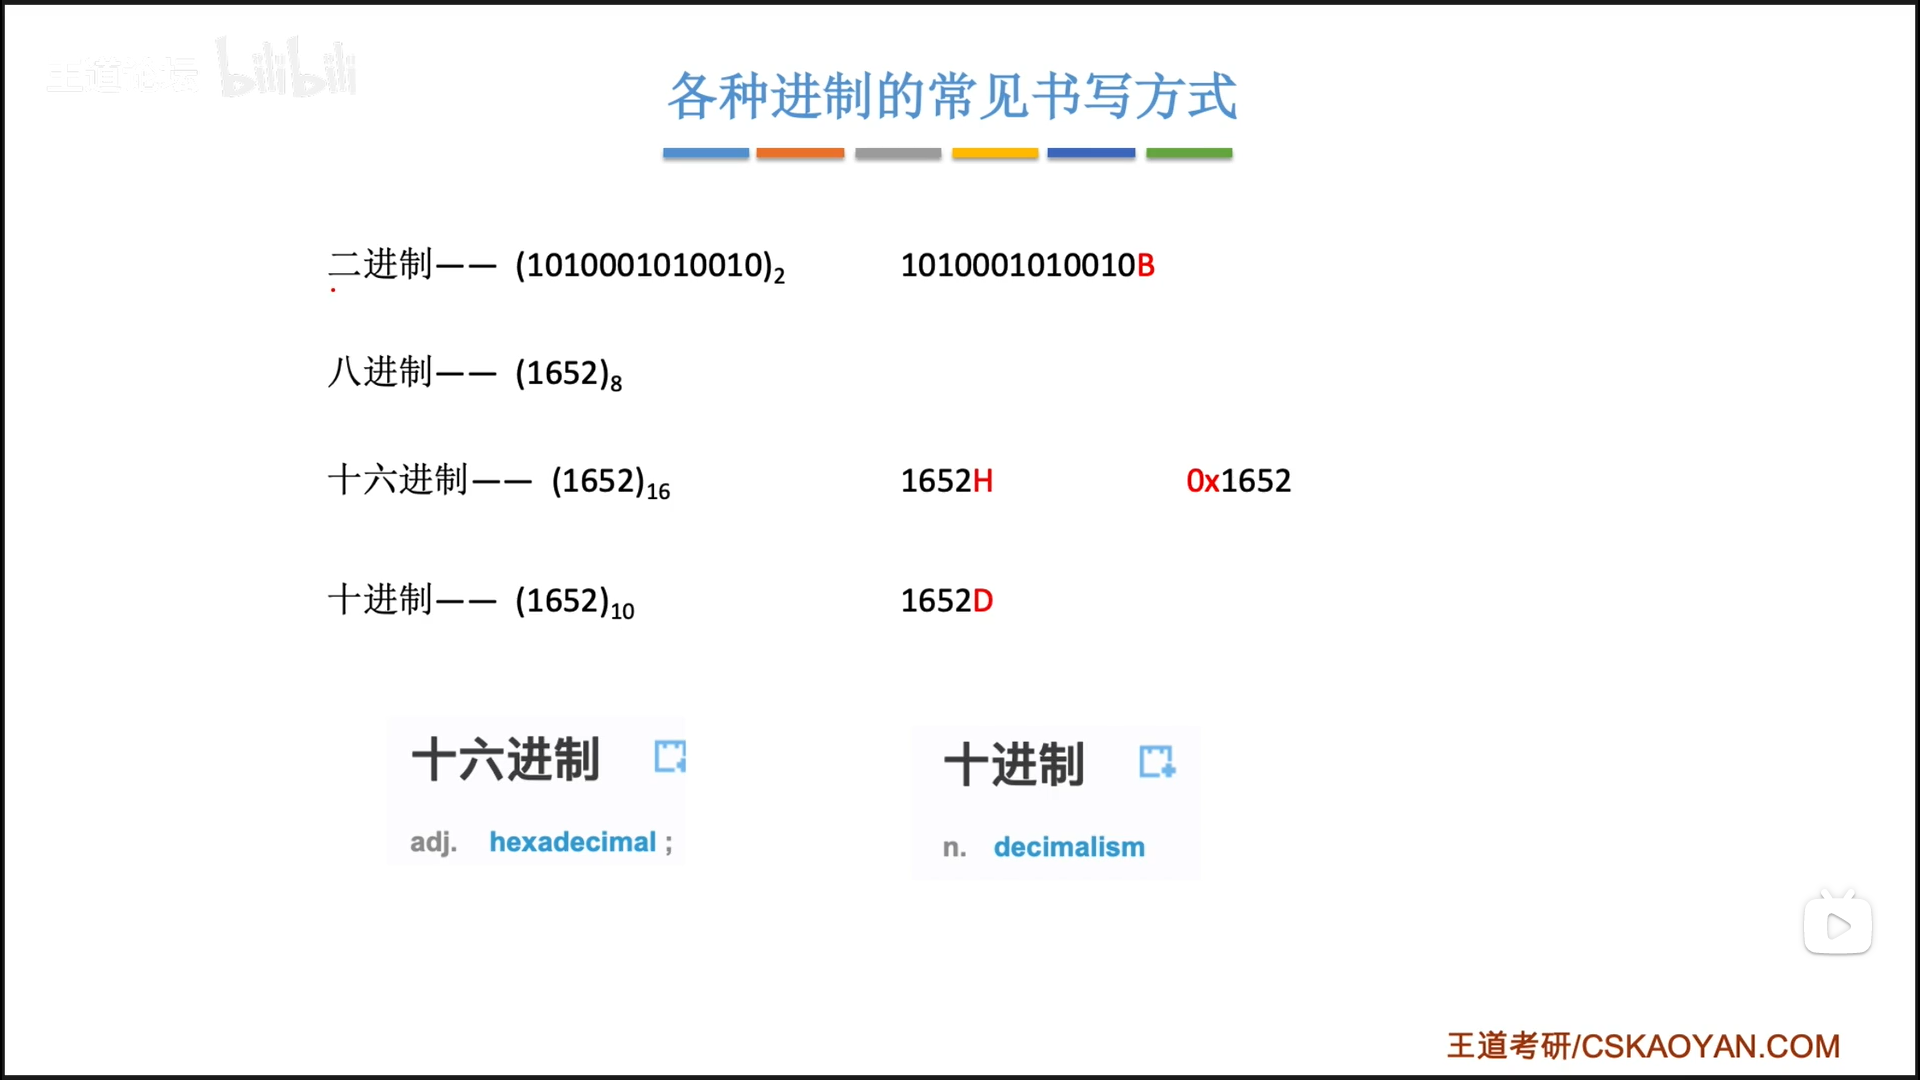 王道论坛 bilibili
各种进制的常见书写方式
二进制—— (1010001010010)₂ 1010001010010B
八进制—— (1652)₈
十六进制—— (1652)₁₆ 1652H 0x1652
十进制—— (1652)₁₀ 1652D
十六进制
adj. hexadecimal ;
十进制
n. decimalism
王道考研/CSKAOYAN.COM